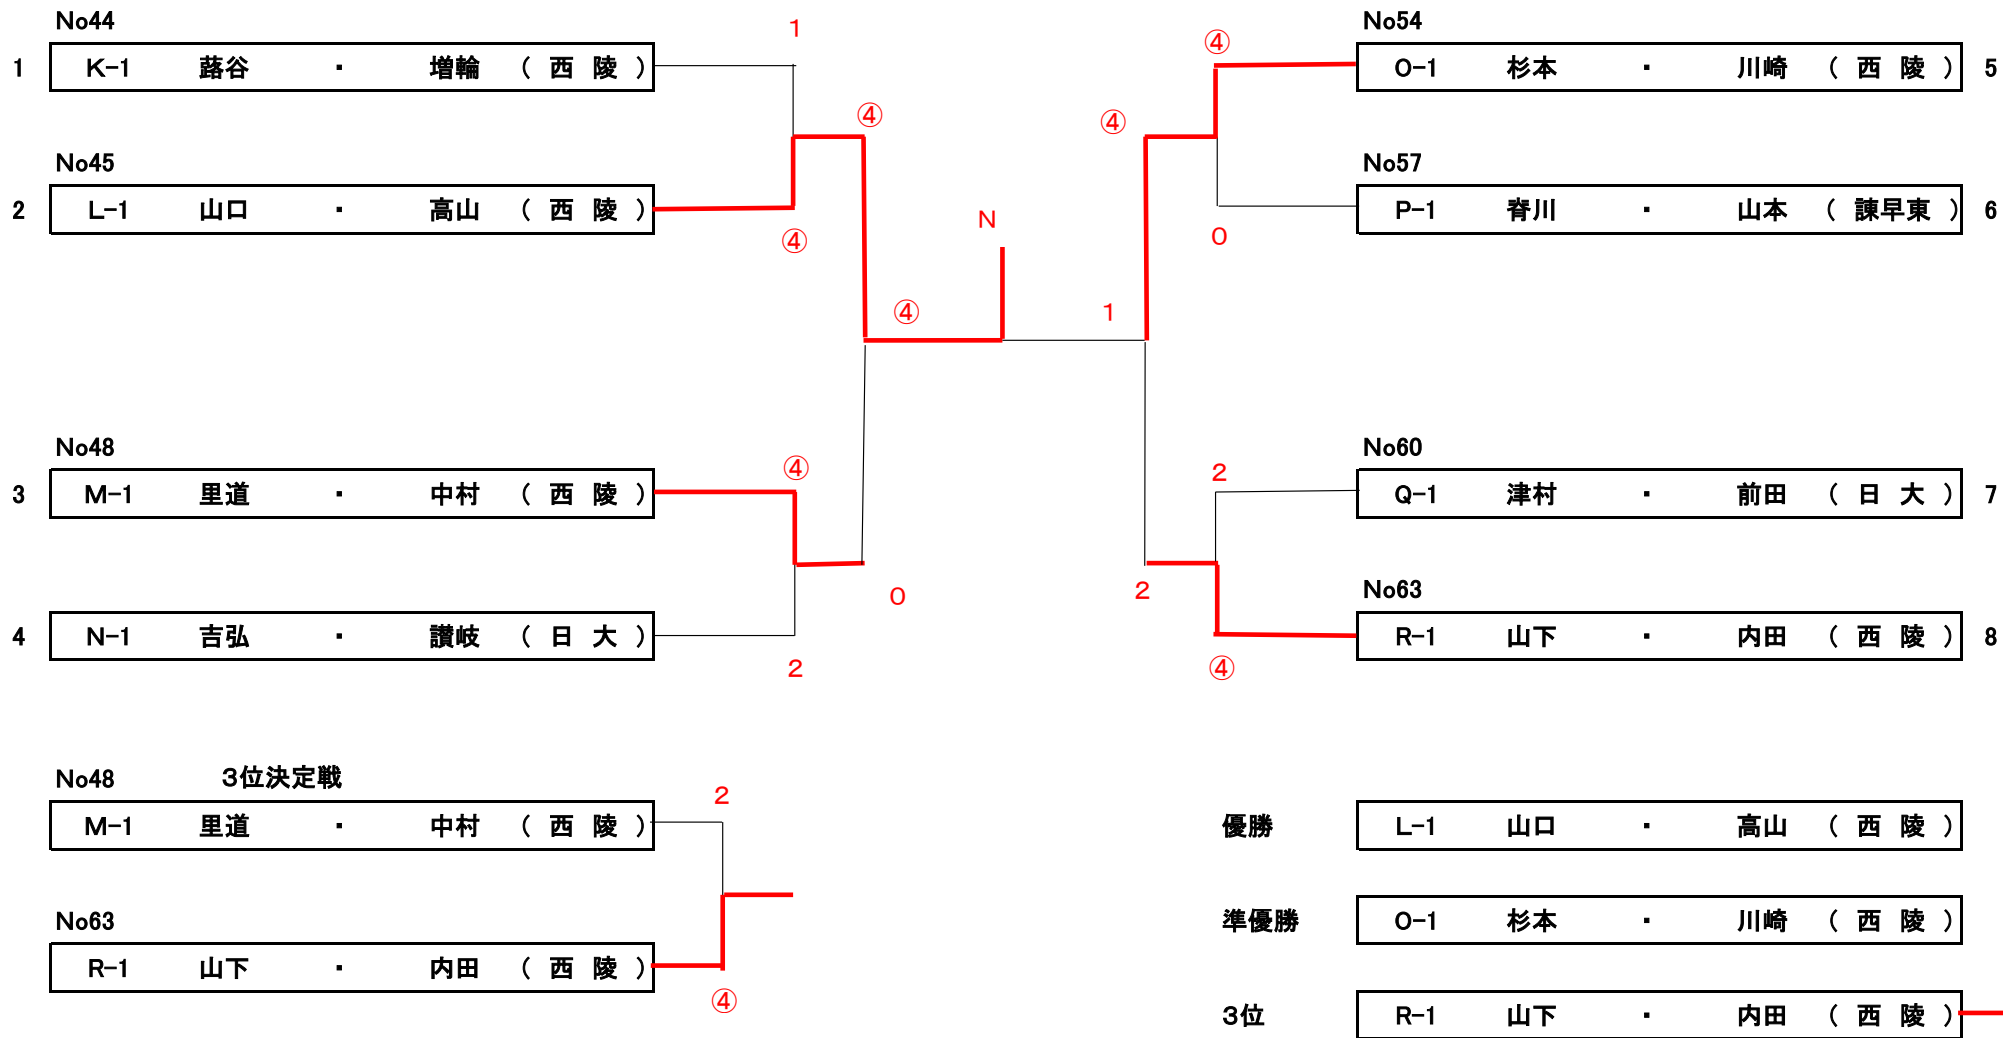 No44
1
1 K-1 蕗谷 ・ 増輪 ( 西 陵 )
④
No45
2 L-1 山口 ・ 高山 ( 西 陵 )
④
No48
④
3 M-1 里道 ・ 中村 ( 西 陵 )
0
4 N-1 吉弘 ・ 讃岐 ( 日 大 )
2
N
④
1
No54
④
O-1 杉本 ・ 川崎 ( 西 陵 ) 5
④
No57
P-1 脊川 ・ 山本 ( 諫早東 ) 6
0
No60
2
Q-1 津村 ・ 前田 ( 日 大 ) 7
2
No63
R-1 山下 ・ 内田 ( 西 陵 ) 8
④
No48 3位決定戦
2
M-1 里道 ・ 中村 ( 西 陵 )
No63
R-1 山下 ・ 内田 ( 西 陵 )
④
優勝 L-1 山口 ・ 高山 ( 西 陵 )
準優勝 O-1 杉本 ・ 川崎 ( 西 陵 )
3位 R-1 山下 ・ 内田 ( 西 陵 )